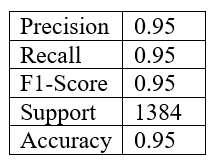 Precision 0.95
Recall 0.95
F1-Score 0.95
Support 1384
Accuracy 0.95